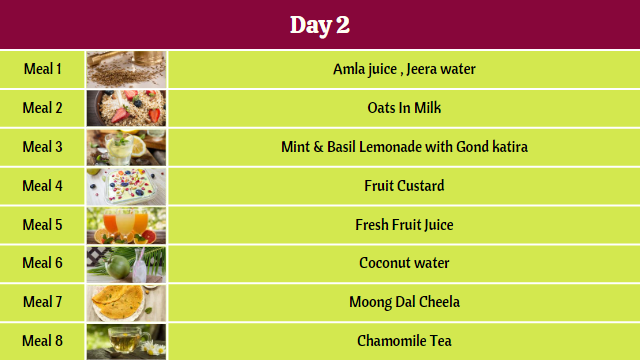 Day 2
Meal 1 Amla juice , Jeera water
Meal 2 Oats In Milk
Meal 3 Mint & Basil Lemonade with Gond katira
Meal 4 Fruit Custard
Meal 5 Fresh Fruit Juice
Meal 6 Coconut water
Meal 7 Moong Dal Cheela
Meal 8 Chamomile Tea